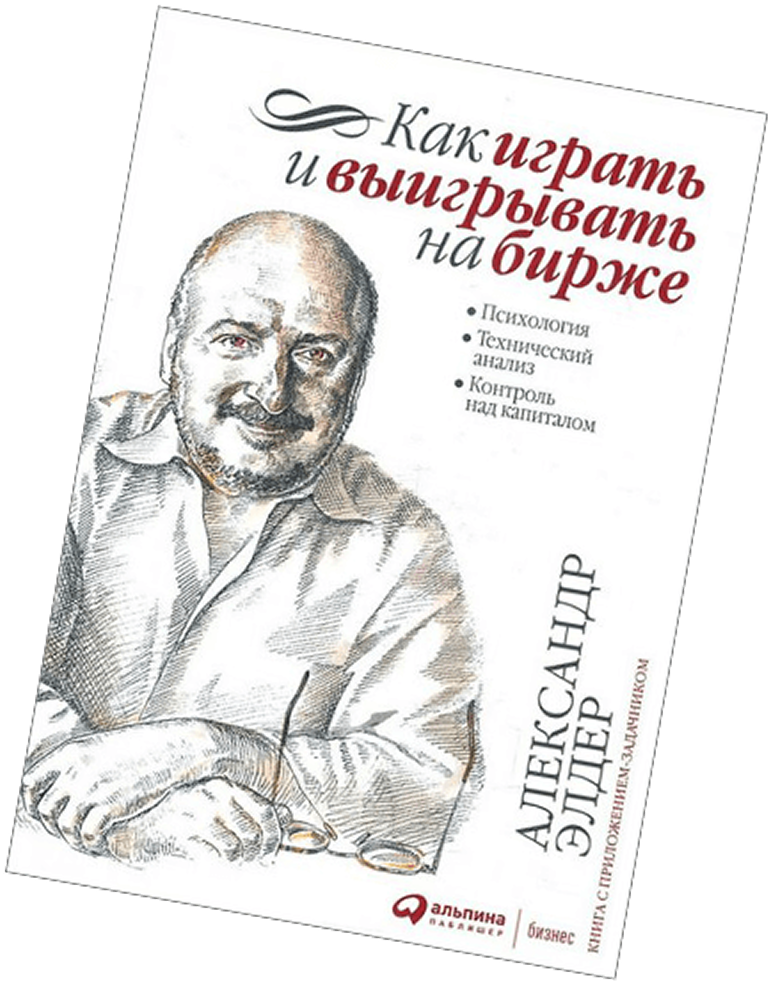 Как играть
и выигрывать
на бирже
• Психология
• Технический
анализ
• Контроль
над капиталом
АЛЕКСАНДР
ЭЛДЕР
КНИГА С ПРИЛОЖЕНИЕМ-ЗАДАЧНИКОМ
альпина
ПАБЛИШЕР
бизнес